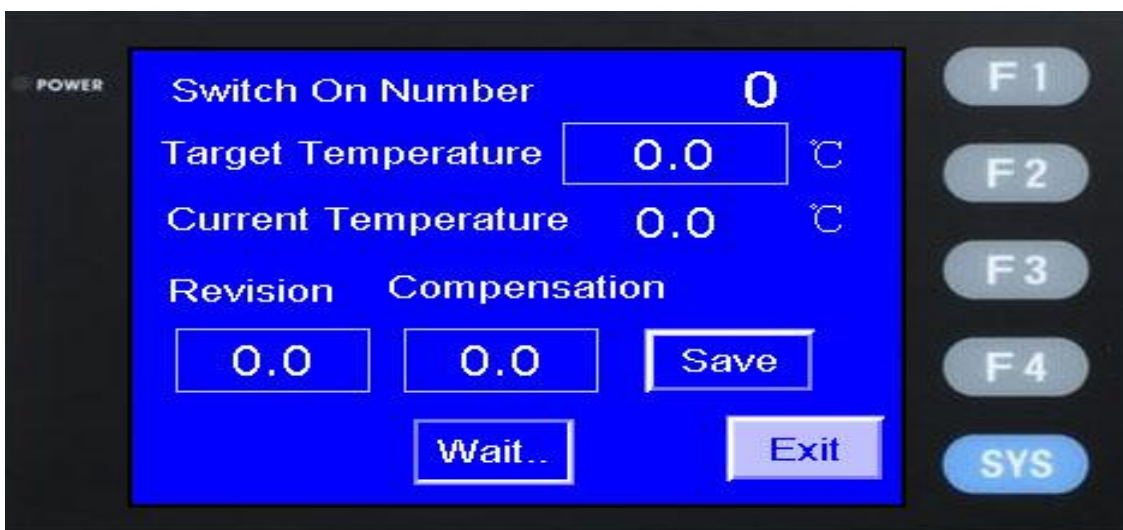 POWER
Switch On Number 0
Target Temperature 0.0 ℃
Current Temperature 0.0 ℃
Revision Compensation
0.0 0.0 Save
Wait.. Exit
F1
F2
F3
F4
SYS